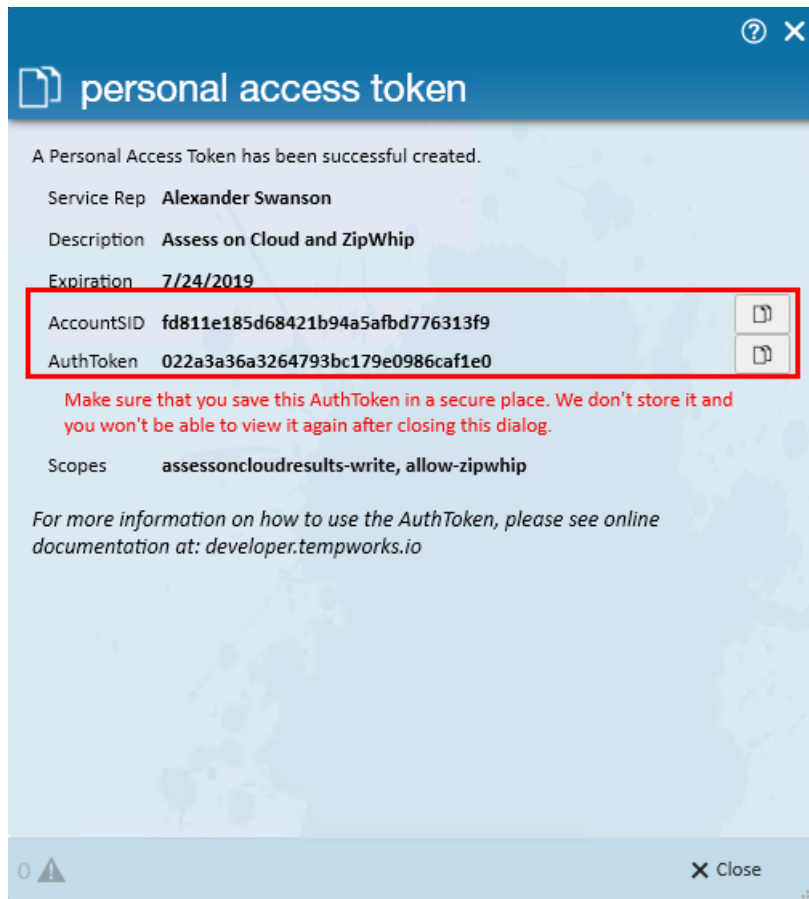 personal access token
A Personal Access Token has been successful created.
Service Rep Alexander Swanson
Description Assess on Cloud and ZipWhip
Expiration 7/24/2019
AccountSID fd811e185d68421b94a5afbd776313f9
AuthToken 022a3a36a3264793bc179e0986caf1e0
Make sure that you save this AuthToken in a secure place. We don't store it and
you won't be able to view it again after closing this dialog.
Scopes assessoncloudresults-write, allow-zipwhip
For more information on how to use the AuthToken, please see online
documentation at: developer.tempworks.io
0
Close